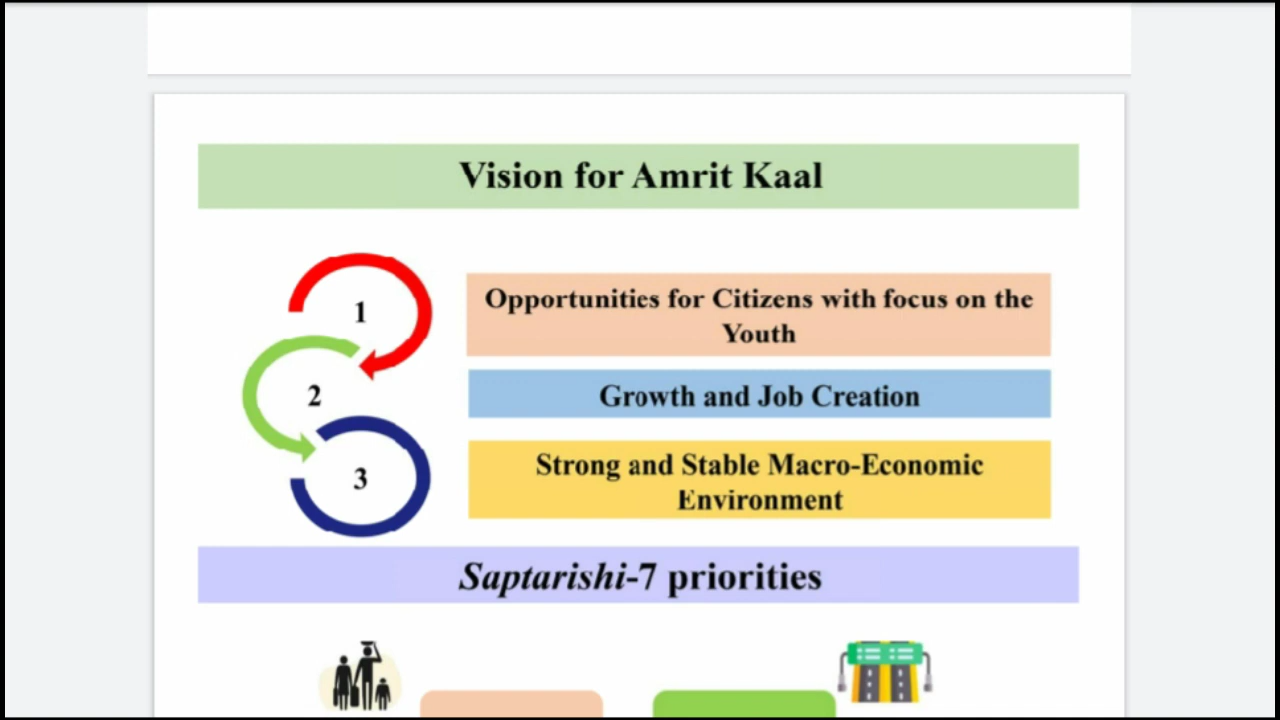 Vision for Amrit Kaal
1
Opportunities for Citizens with focus on the
Youth
2
Growth and Job Creation
3
Strong and Stable Macro-Economic
Environment
Saptarishi-7 priorities